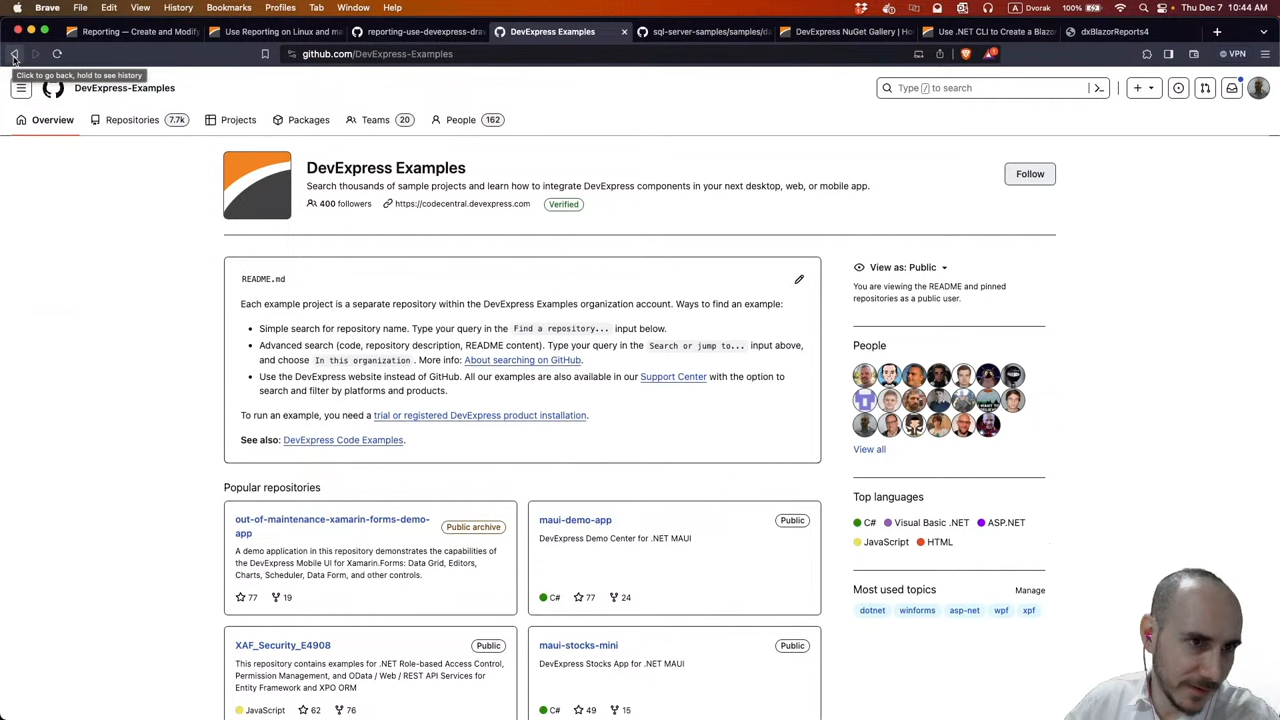 Brave File Edit View History Bookmarks Profiles Tab Window Help 100% Thu Dec 7 10:44 AM
Reporting — Create and Modify
Use Reporting on Linux and ma
reporting-use-devexpress-drav
DevExpress Examples
sql-server-samples/samples/da
DevExpress NuGet Gallery | Ho
Use .NET CLI to Create a Blazo
dxBlazorReports4
github.com/DevExpress-Examples
VPN
Click to go back, hold to see history
DevExpress-Examples
Type / to search
Overview
Repositories 7.7k
Projects
Packages
Teams 20
People 162
DevExpress Examples
Search thousands of sample projects and learn how to integrate DevExpress components in your next desktop, web, or mobile app.
400 followers https://codecentral.devexpress.com Verified
Follow
README.md
Each example project is a separate repository within the DevExpress Examples organization account. Ways to find an example:
• Simple search for repository name. Type your query in the Find a repository... input below.
• Advanced search (code, repository description, README content). Type your query in the Search or jump to... input above,
and choose In this organization. More info: About searching on GitHub.
• Use the DevExpress website instead of GitHub. All our examples are also available in our Support Center with the option to
search and filter by platforms and products.
To run an example, you need a trial or registered DevExpress product installation.
See also: DevExpress Code Examples.
View as: Public
You are viewing the README and pinned
repositories as a public user.
People
View all
Top languages
C# Visual Basic .NET ASP.NET
JavaScript HTML
Most used topics Manage
dotnet winforms asp-net wpf xpf
Popular repositories
out-of-maintenance-xamarin-forms-demo-
app
Public archive
A demo application in this repository demonstrates the capabilities of
the DevExpress Mobile UI for Xamarin.Forms: Data Grid, Editors,
Charts, Scheduler, Data Form, and other controls.
77 19
maui-demo-app Public
DevExpress Demo Center for .NET MAUI
C# 77 24
XAF_Security_E4908 Public
This repository contains examples for .NET Role-based Access Control,
Permission Management, and OData / Web / REST API Services for
Entity Framework and XPO ORM
JavaScript 62 76
maui-stocks-mini Public
DevExpress Stocks App for .NET MAUI
C# 49 15